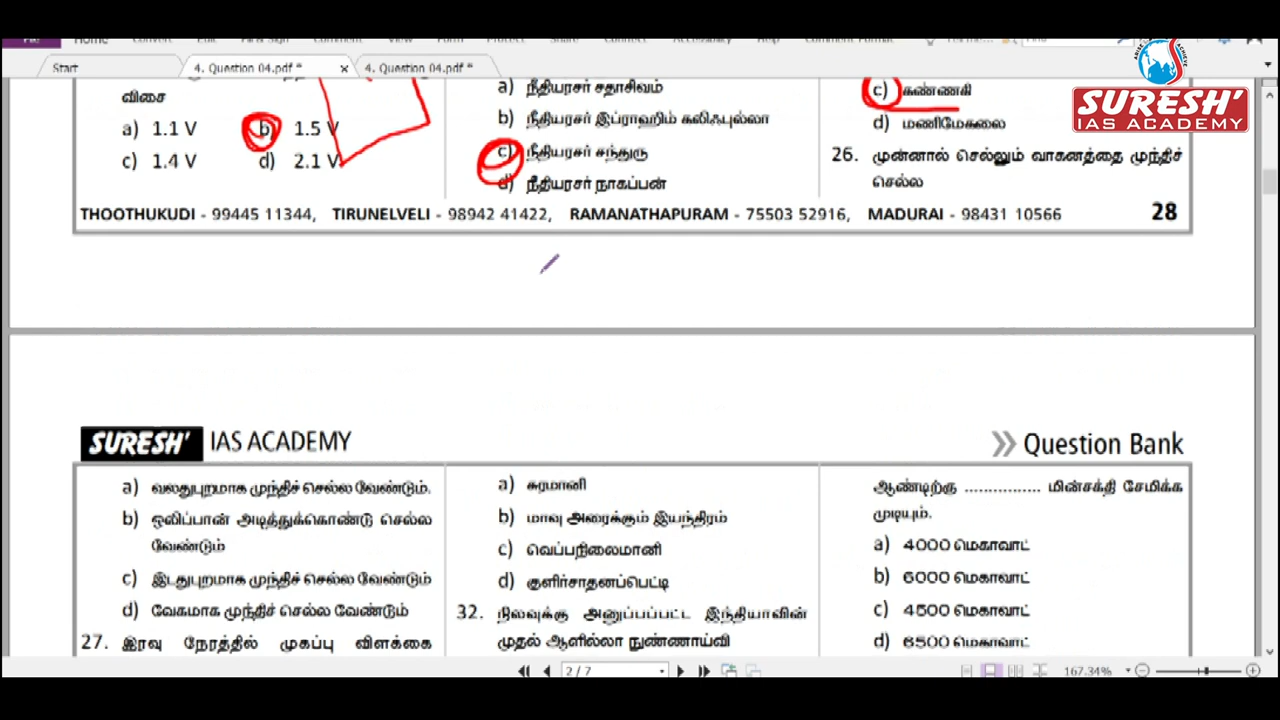 Start
4. Question 04.pdf *
x
4. Question 04.pdf *
SURESH'
IAS ACADEMY
விசை
a) 1.1 V
b) 1.5 V
c) 1.4 V
d) 2.1 V
a) நீதியரசர் சதாசிவம்
b) நீதியரசர் இப்ராஹிம் கலிஃபுல்லா
c) நீதியரசர் சந்துரு
d) நீதியரசர் நாகப்பன்
c) கண்ணகி
d) மணிமேகலை
26. முன்னால் செல்லும் வாகனத்தை முந்திச்
செல்ல
THOOTHUKUDI - 99445 11344, TIRUNELVELI - 98942 41422, RAMANATHAPURAM - 75503 52916, MADURAI - 98431 10566
28
SURESH' IAS ACADEMY
Question Bank
a) வலதுபுறமாக முந்திச் செல்ல வேண்டும்.
b) ஒலிப்பான் அடித்துக்கொண்டு செல்ல
வேண்டும்
c) இடதுபுறமாக முந்திச் செல்ல வேண்டும்
d) வேகமாக முந்திச் செல்ல வேண்டும்
27. இரவு நேரத்தில் முகப்பு விளக்கை
a) சுரமானி
b) மாவு அரைக்கும் இயந்திரம்
c) வெப்பநிலைமானி
d) குளிர்சாதனப்பெட்டி
32. நிலவுக்கு அனுப்பப்பட்ட இந்தியாவின்
முதல் ஆளில்லா நுண்ணாய்வி
ஆண்டிற்கு ................ மின்சக்தி சேமிக்க
முடியும்.
a) 4000 மெகாவாட்
b) 6000 மெகாவாட்
c) 4500 மெகாவாட்
d) 6500 மெகாவாட்
2 / 7
167.34%